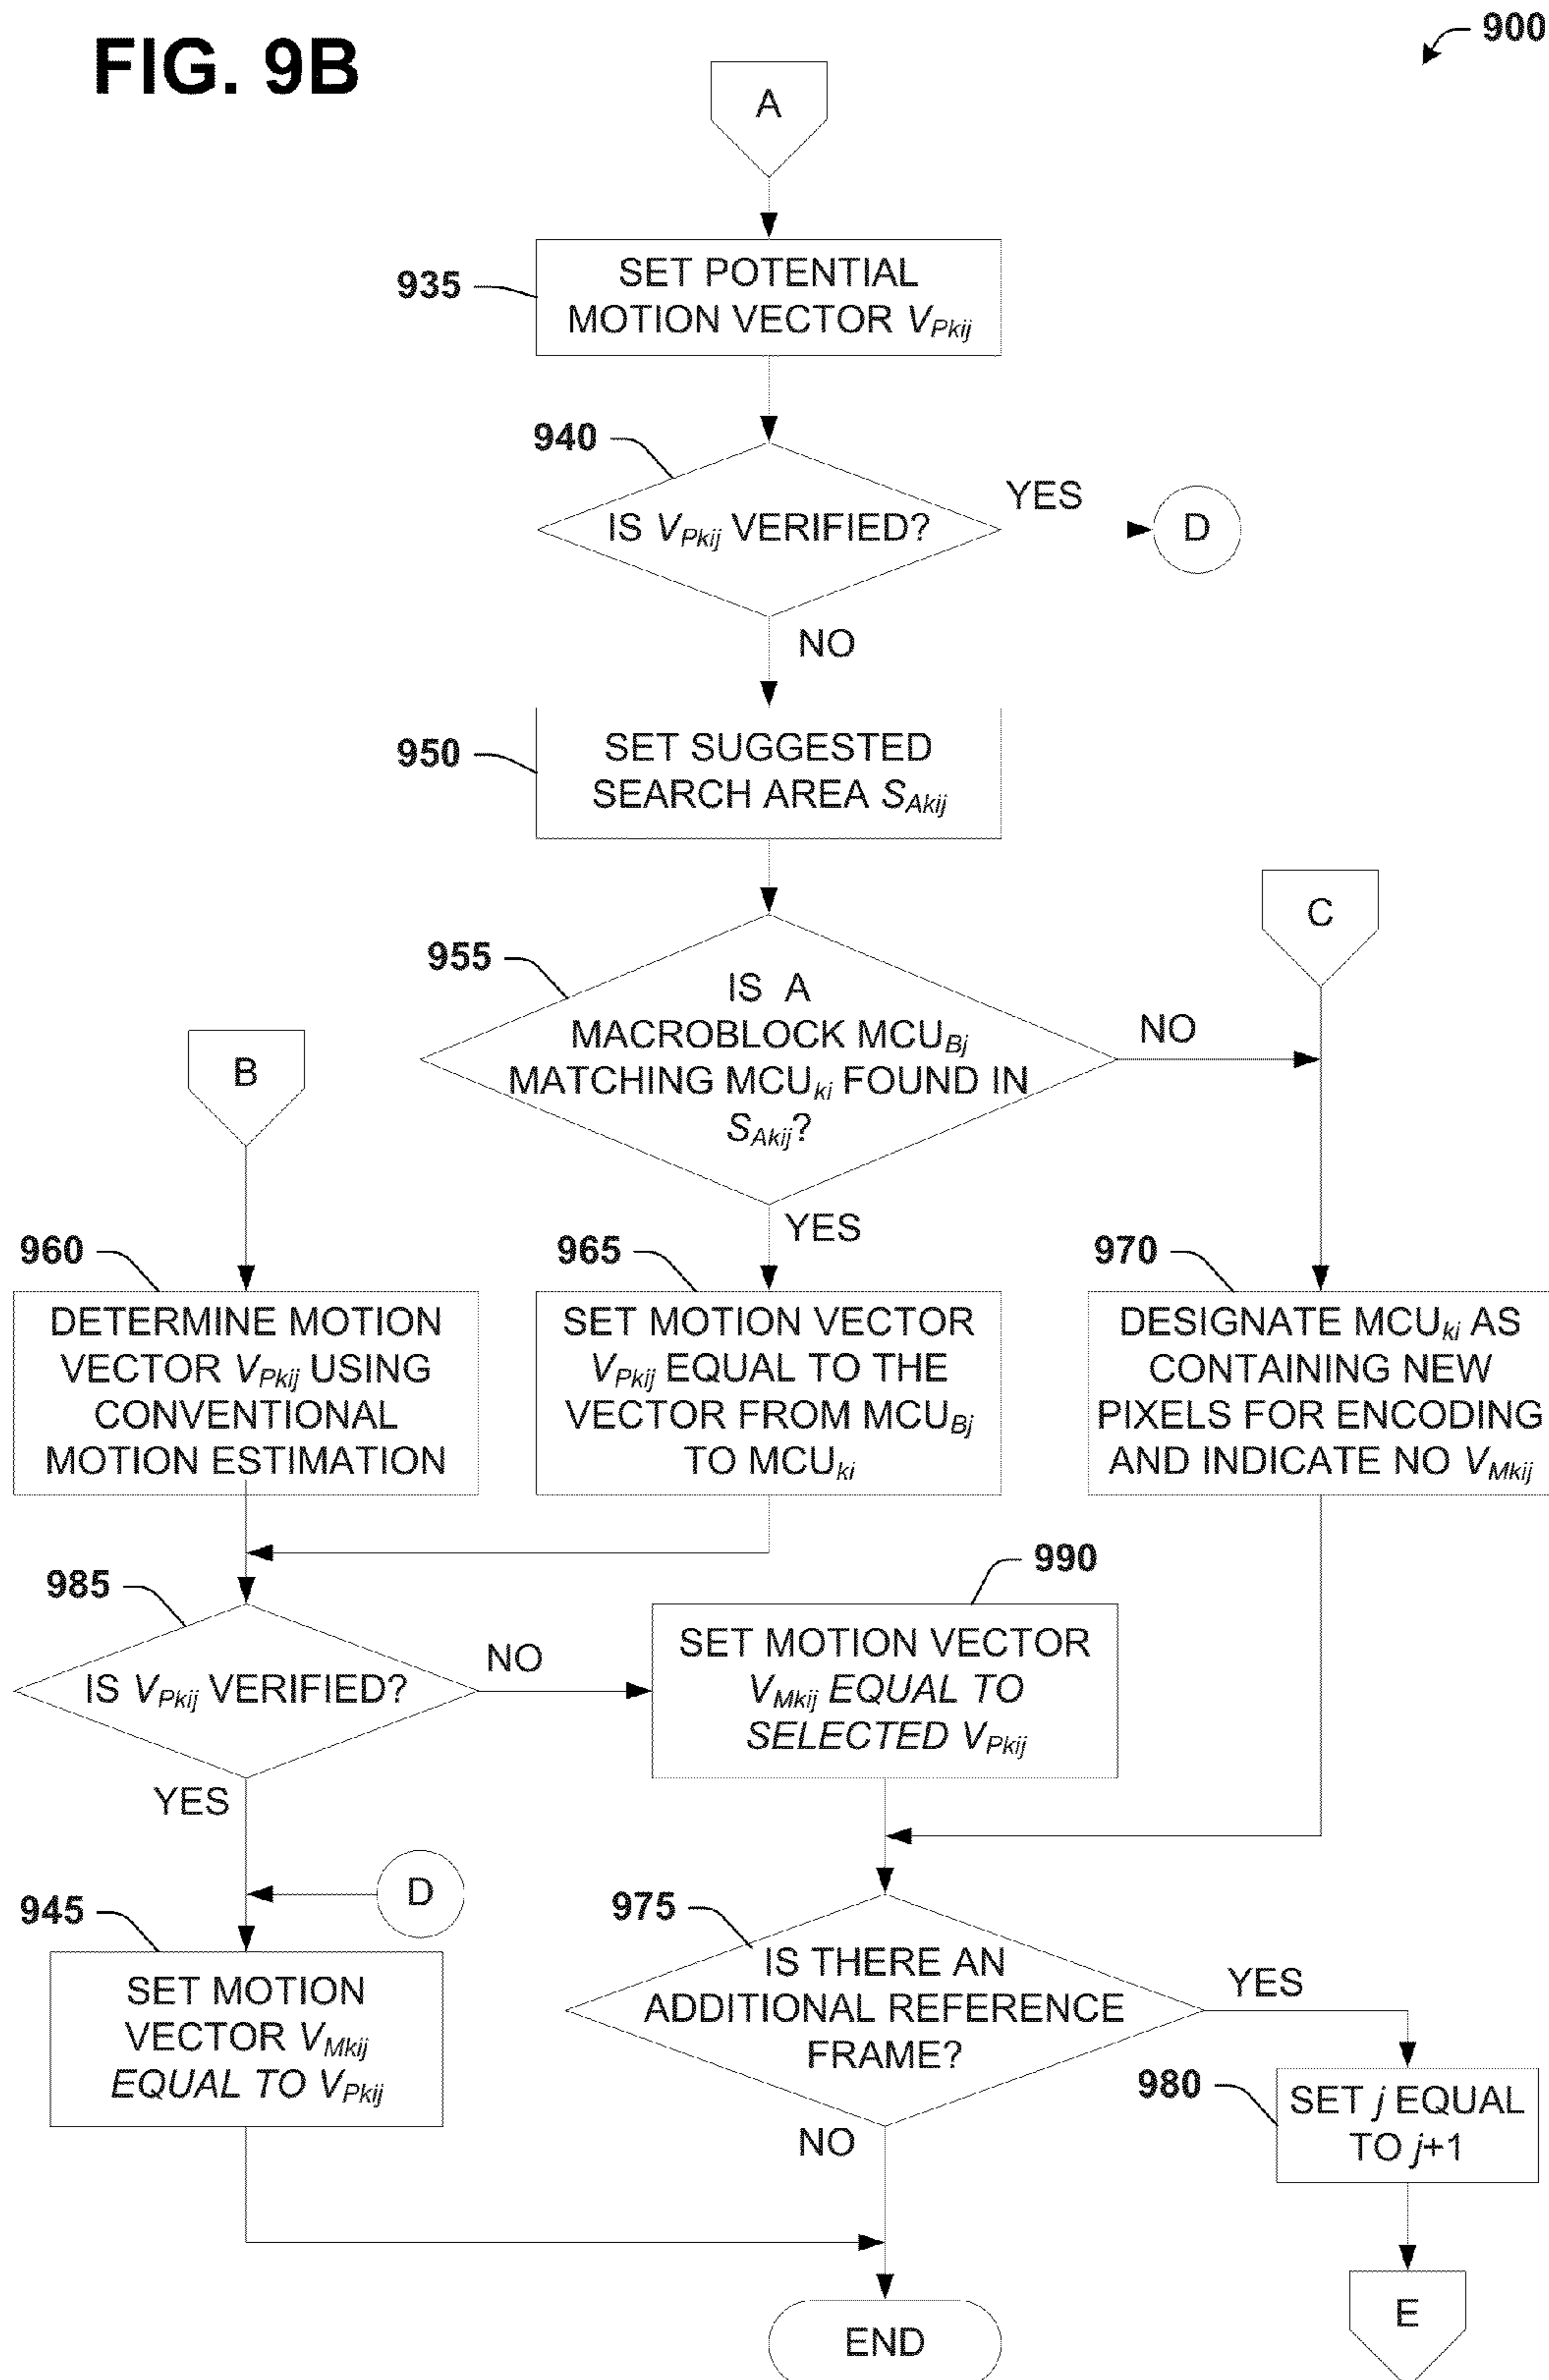 FIG. 9B
900
A
935
SET POTENTIAL
MOTION VECTOR VPkij
940
IS VPkij VERIFIED?
YES
D
NO
950
SET SUGGESTED
SEARCH AREA SAkij
C
955
IS A
MACROBLOCK MCUBj
MATCHING MCUki FOUND IN
SAkij?
NO
B
YES
960
DETERMINE MOTION
VECTOR VPkij USING
CONVENTIONAL
MOTION ESTIMATION
965
SET MOTION VECTOR
VPkij EQUAL TO THE
VECTOR FROM MCUBj
TO MCUki
970
DESIGNATE MCUki AS
CONTAINING NEW
PIXELS FOR ENCODING
AND INDICATE NO VMkij
985
IS VPkij VERIFIED?
NO
990
SET MOTION VECTOR
VMkij EQUAL TO
SELECTED VPkij
YES
D
945
SET MOTION
VECTOR VMkij
EQUAL TO VPkij
975
IS THERE AN
ADDITIONAL REFERENCE
FRAME?
YES
980
SET j EQUAL
TO j+1
NO
E
END